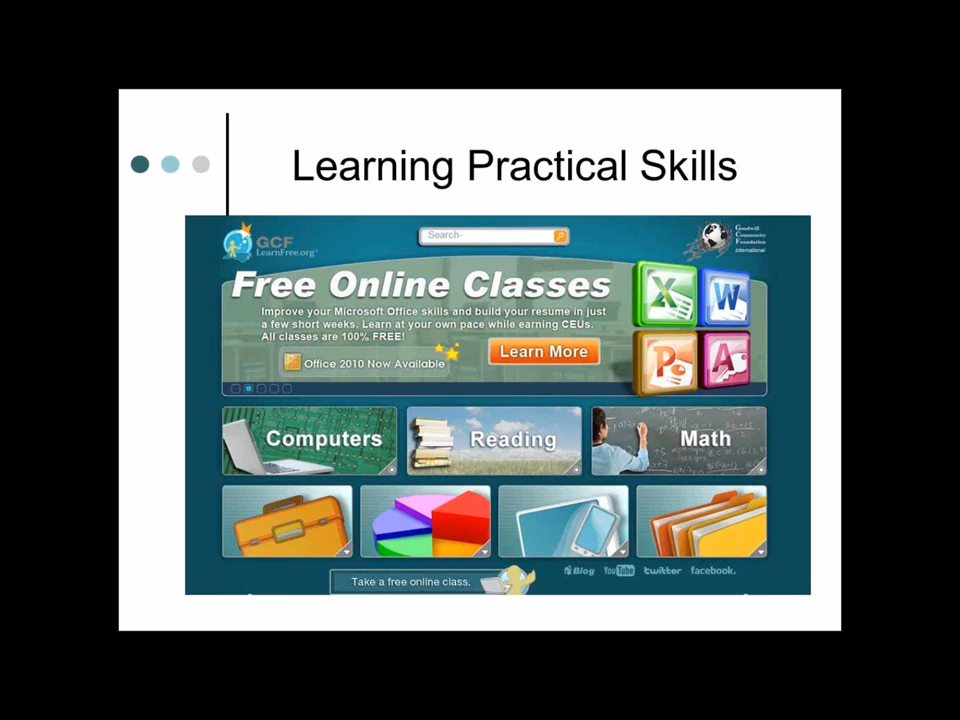 Learning Practical Skills
GCF
LearnFree.org
Search-
Goodwill
Community
Foundation
International
Free Online Classes
Improve your Microsoft Office skills and build your resume in just
a few short weeks. Learn at your own pace while earning CEUs.
All classes are 100% FREE!
Office 2010 Now Available
Learn More
X
W
P
A
Computers
Reading
Math
Blog
YouTube
twitter
facebook.
Take a free online class.